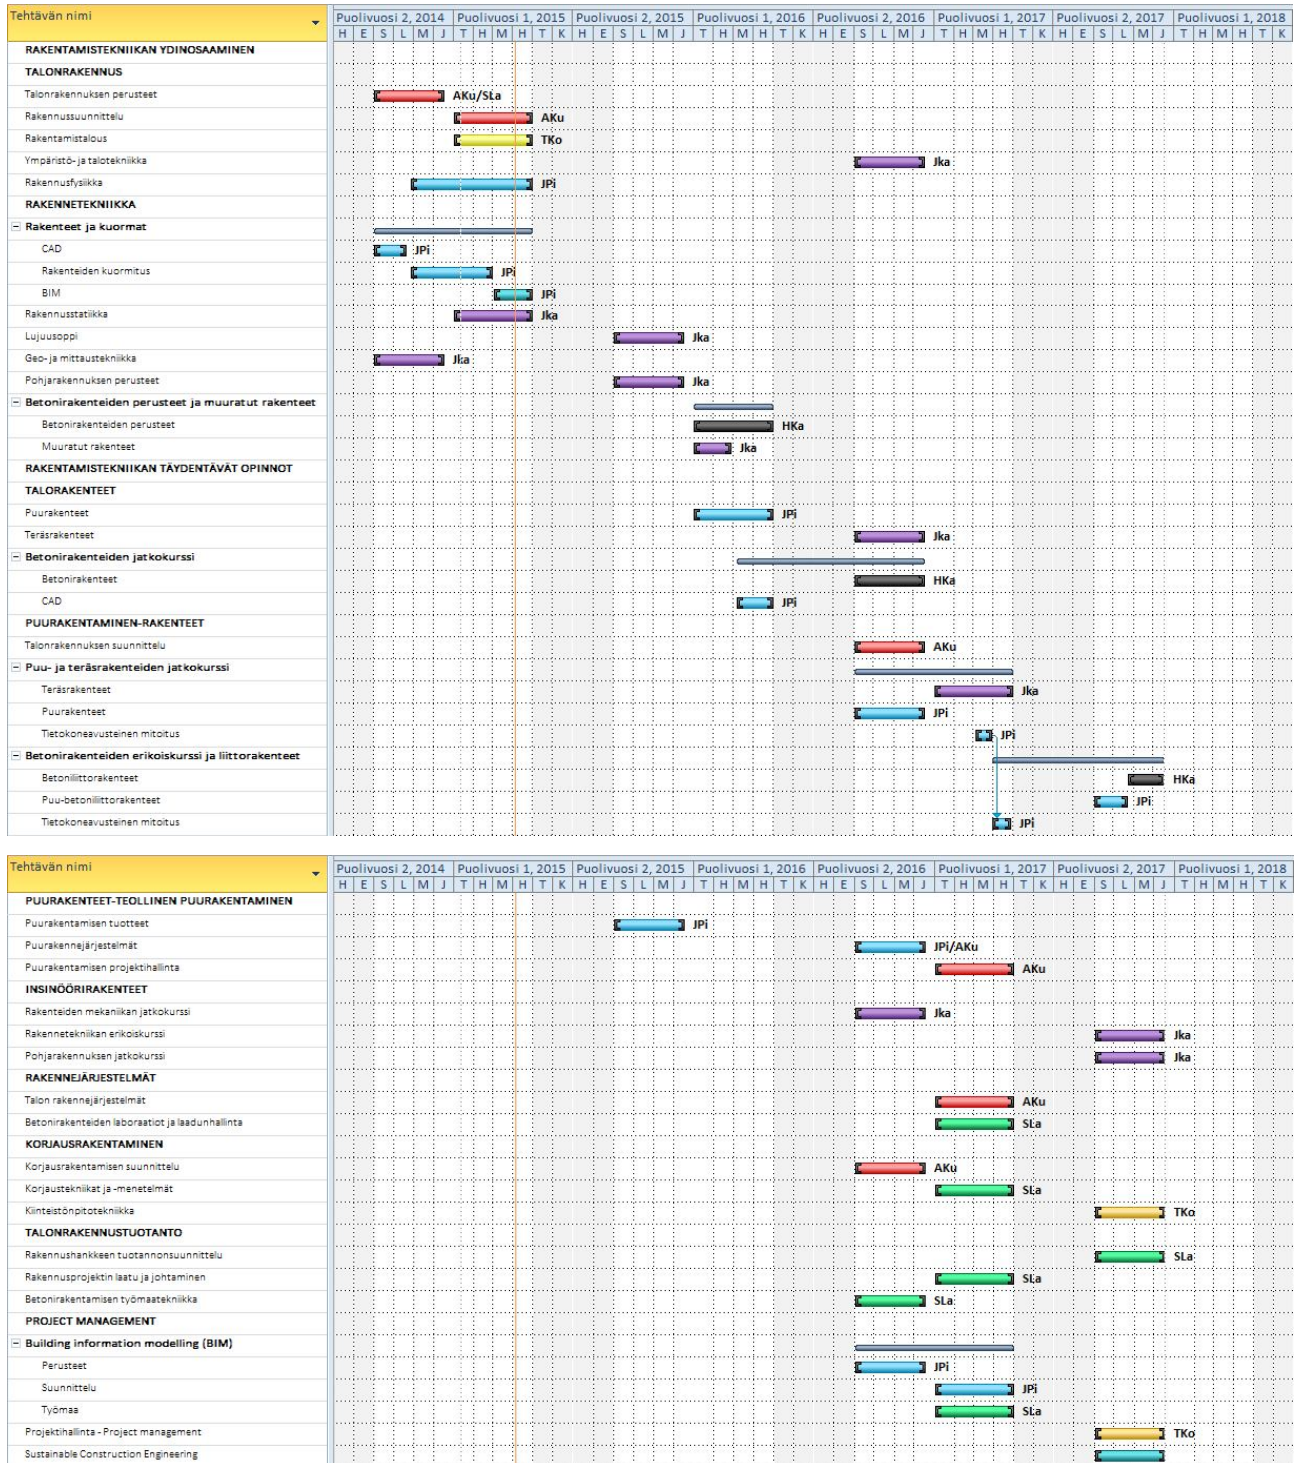 Tehtävän nimi
Puolivuosi 2, 2014 Puolivuosi 1, 2015 Puolivuosi 2, 2015 Puolivuosi 1, 2016 Puolivuosi 2, 2016 Puolivuosi 1, 2017 Puolivuosi 2, 2017 Puolivuosi 1, 2018
H E S L M J T H M H T K H E S L M J T H M H T K H E S L M J T H M H T K H E S L M J T H M H T K
RAKENTAMISTEKNIIKAN YDINOSAAMINEN
TALONRAKENNUS
Talonrakennuksen perusteet AKu/SLa
Rakennussuunnittelu AKu
Rakentamistalous TKo
Ympäristö- ja talotekniikka Jka
Rakennusfysiikka JPi
RAKENNETEKNIIKKA
Rakenteet ja kuormat
CAD JPi
Rakenteiden kuormitus JPi
BIM JPi
Rakennusstatiikka Jka
Lujuusoppi Jka
Geo- ja mittaustekniikka Jka
Pohjarakennuksen perusteet Jka
Betonirakenteiden perusteet ja muuratut rakenteet
Betonirakenteiden perusteet HKa
Muuratut rakenteet Jka
RAKENTAMISTEKNIIKAN TÄYDENTÄVÄT OPINNOT
TALORAKENTEET
Puurakenteet JPi
Teräsrakenteet Jka
Betonirakenteiden jatkokurssi
Betonirakenteet HKa
CAD JPi
PUURAKENTAMINEN-RAKENTEET
Talonrakennuksen suunnittelu AKu
Puu- ja teräsrakenteiden jatkokurssi
Teräsrakenteet Jka
Puurakenteet JPi
Tietokoneavusteinen mitoitus JPi
Betonirakenteiden erikoiskurssi ja liittorakenteet
Betoniliittorakenteet HKa
Puu-betoniliittorakenteet JPi
Tietokoneavusteinen mitoitus JPi
Tehtävän nimi
Puolivuosi 2, 2014 Puolivuosi 1, 2015 Puolivuosi 2, 2015 Puolivuosi 1, 2016 Puolivuosi 2, 2016 Puolivuosi 1, 2017 Puolivuosi 2, 2017 Puolivuosi 1, 2018
H E S L M J T H M H T K H E S L M J T H M H T K H E S L M J T H M H T K H E S L M J T H M H T K
PUURAKENTEET-TEOLLINEN PUURAKENTAMINEN
Puurakentamisen tuotteet JPi
Puurakennejärjestelmät JPi/AKu
Puurakentamisen projektihallinta AKu
INSINÖÖRIRAKENTEET
Rakenteiden mekaniikan jatkokurssi Jka
Rakennetekniikan erikoiskurssi Jka
Pohjarakennuksen jatkokurssi Jka
RAKENNEJÄRJESTELMÄT
Talon rakennejärjestelmät AKu
Betonirakenteiden laboraatiot ja laadunhallinta SLa
KORJAUSRAKENTAMINEN
Korjausrakentamisen suunnittelu AKu
Korjaustekniikat ja -menetelmät SLa
Kiinteistönpitotekniikka TKo
TALONRAKENNUSTUOTANTO
Rakennushankkeen tuotannonsuunnittelu SLa
Rakennusprojektin laatu ja johtaminen SLa
Betonirakentamisen työmaatekniikka SLa
PROJECT MANAGEMENT
Building information modelling (BIM)
Perusteet JPi
Suunnittelu JPi
Työmaa SLa
Projektihallinta - Project management TKo
Sustainable Construction Engineering